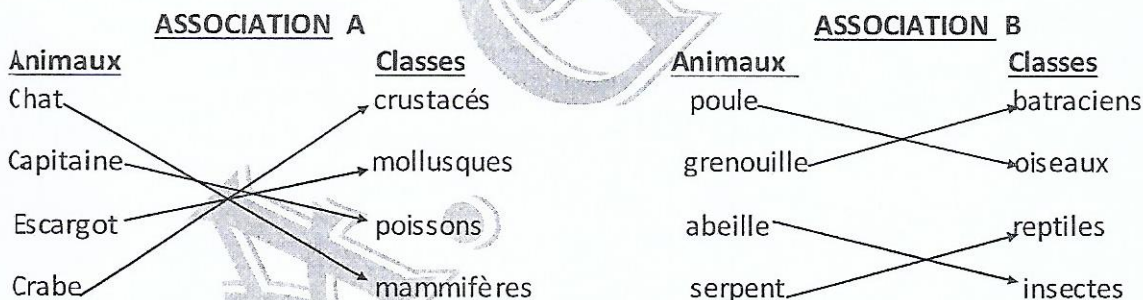 ASSOCIATION A
Animaux Classes
Chat crustacés
Capitaine mollusques
Escargot poissons
Crabe mammifères
ASSOCIATION B
Animaux Classes
poule batraciens
grenouille oiseaux
abeille reptiles
serpent insectes